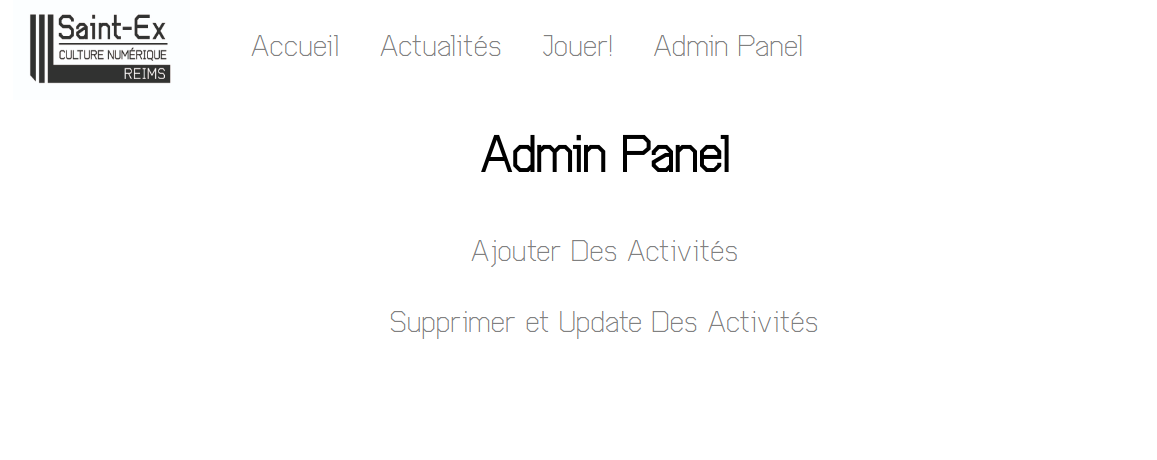 Saint-Ex
CULTURE NUMÉRIQUE
REIMS
Accueil Actualités Jouer! Admin Panel
Admin Panel
Ajouter Des Activités
Supprimer et Update Des Activités